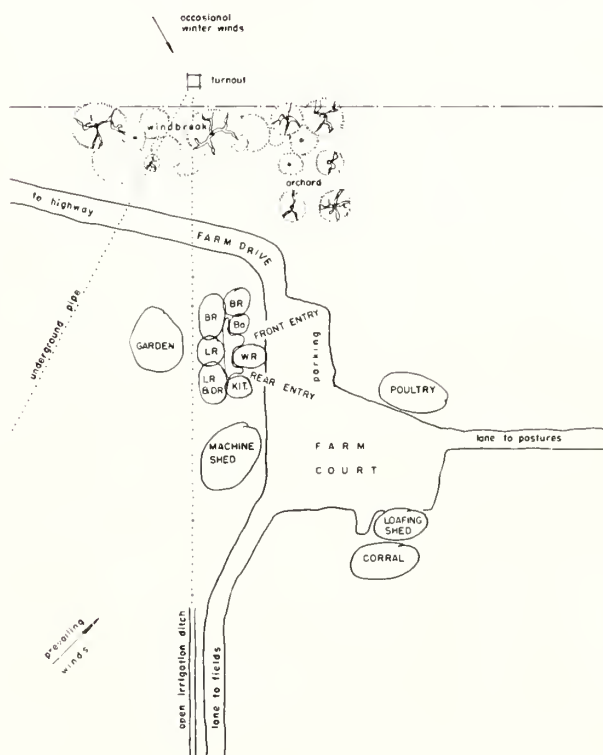 occasional
winter winds
turnout
windbreak
orchard
to highway
FARM DRIVE
underground pipe
BR
BR
Ba
FRONT ENTRY
GARDEN
LR
WR
parking
LR
&DR
KIT.
REAR ENTRY
POULTRY
MACHINE
SHED
FARM
COURT
lane to pastures
LOAFING
SHED
CORRAL
prevailing
winds
open irrigation ditch
lane to fields